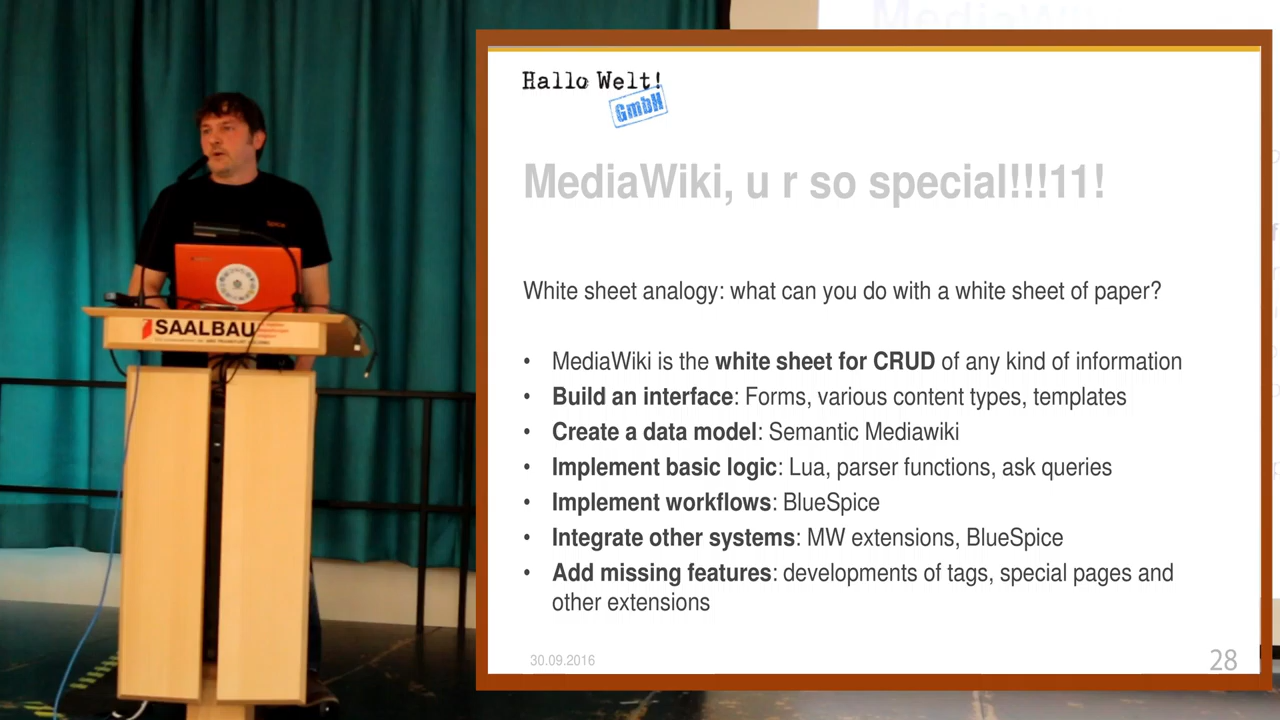 Hallo Welt!
GmbH
MediaWiki, u r so special!!!11!
White sheet analogy: what can you do with a white sheet of paper?
• MediaWiki is the white sheet for CRUD of any kind of information
• Build an interface: Forms, various content types, templates
• Create a data model: Semantic Mediawiki
• Implement basic logic: Lua, parser functions, ask queries
• Implement workflows: BlueSpice
• Integrate other systems: MW extensions, BlueSpice
• Add missing features: developments of tags, special pages and
other extensions
30.09.2016
28
SAALBAU